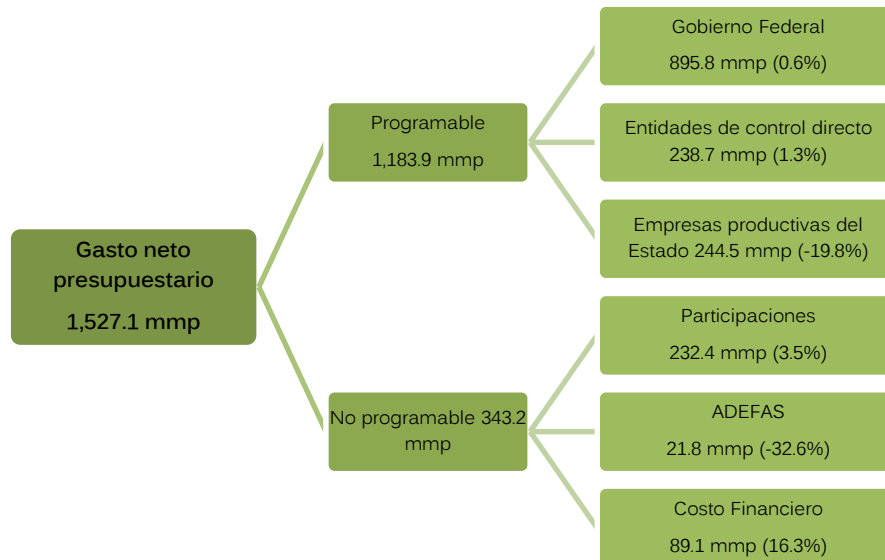 Gasto neto
presupuestario
1,527.1 mmp
Programable
1,183.9 mmp
Gobierno Federal
895.8 mmp (0.6%)
Entidades de control directo
238.7 mmp (1.3%)
Empresas productivas del
Estado 244.5 mmp (-19.8%)
No programable 343.2
mmp
Participaciones
232.4 mmp (3.5%)
ADEFAS
21.8 mmp (-32.6%)
Costo Financiero
89.1 mmp (16.3%)